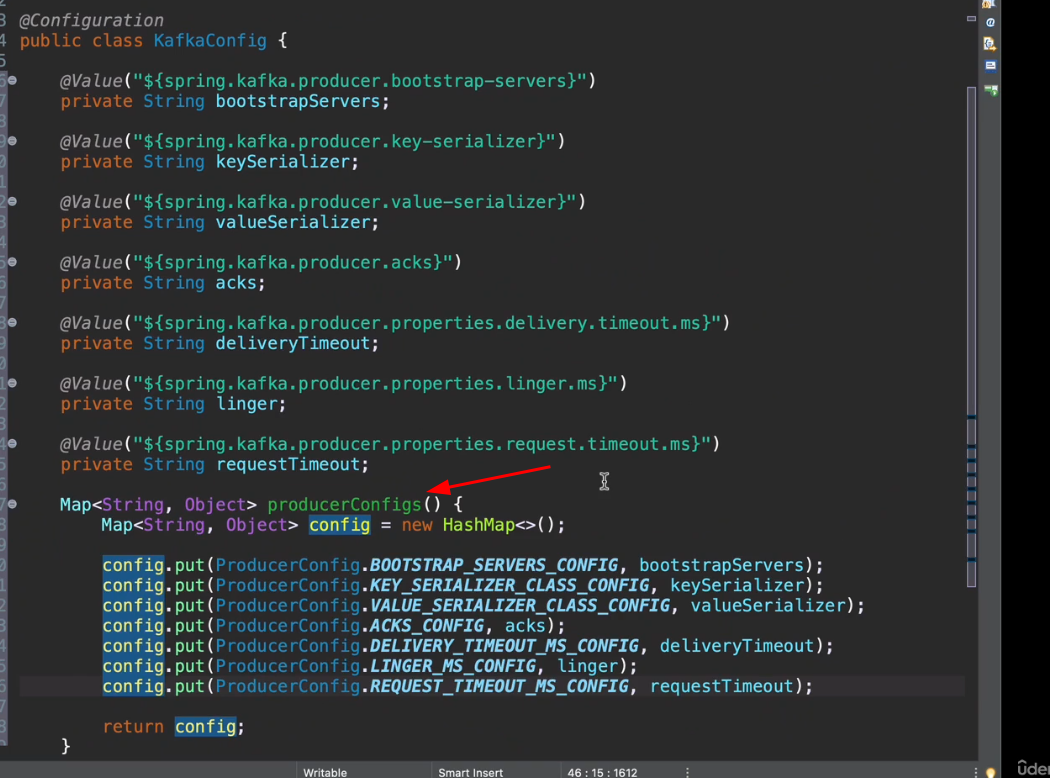 @Configuration
public class KafkaConfig {
@Value("${spring.kafka.producer.bootstrap-servers}")
private String bootstrapServers;
@Value("${spring.kafka.producer.key-serializer}")
private String keySerializer;
@Value("${spring.kafka.producer.value-serializer}")
private String valueSerializer;
@Value("${spring.kafka.producer.acks}")
private String acks;
@Value("${spring.kafka.producer.properties.delivery.timeout.ms}")
private String deliveryTimeout;
@Value("${spring.kafka.producer.properties.linger.ms}")
private String linger;
@Value("${spring.kafka.producer.properties.request.timeout.ms}")
private String requestTimeout;
Map<String, Object> producerConfigs() {
Map<String, Object> config = new HashMap<>();
config.put(ProducerConfig.BOOTSTRAP_SERVERS_CONFIG, bootstrapServers);
config.put(ProducerConfig.KEY_SERIALIZER_CLASS_CONFIG, keySerializer);
config.put(ProducerConfig.VALUE_SERIALIZER_CLASS_CONFIG, valueSerializer);
config.put(ProducerConfig.ACKS_CONFIG, acks);
config.put(ProducerConfig.DELIVERY_TIMEOUT_MS_CONFIG, deliveryTimeout);
config.put(ProducerConfig.LINGER_MS_CONFIG, linger);
config.put(ProducerConfig.REQUEST_TIMEOUT_MS_CONFIG, requestTimeout);
return config;
}
Writable Smart Insert 46 : 15 : 1612